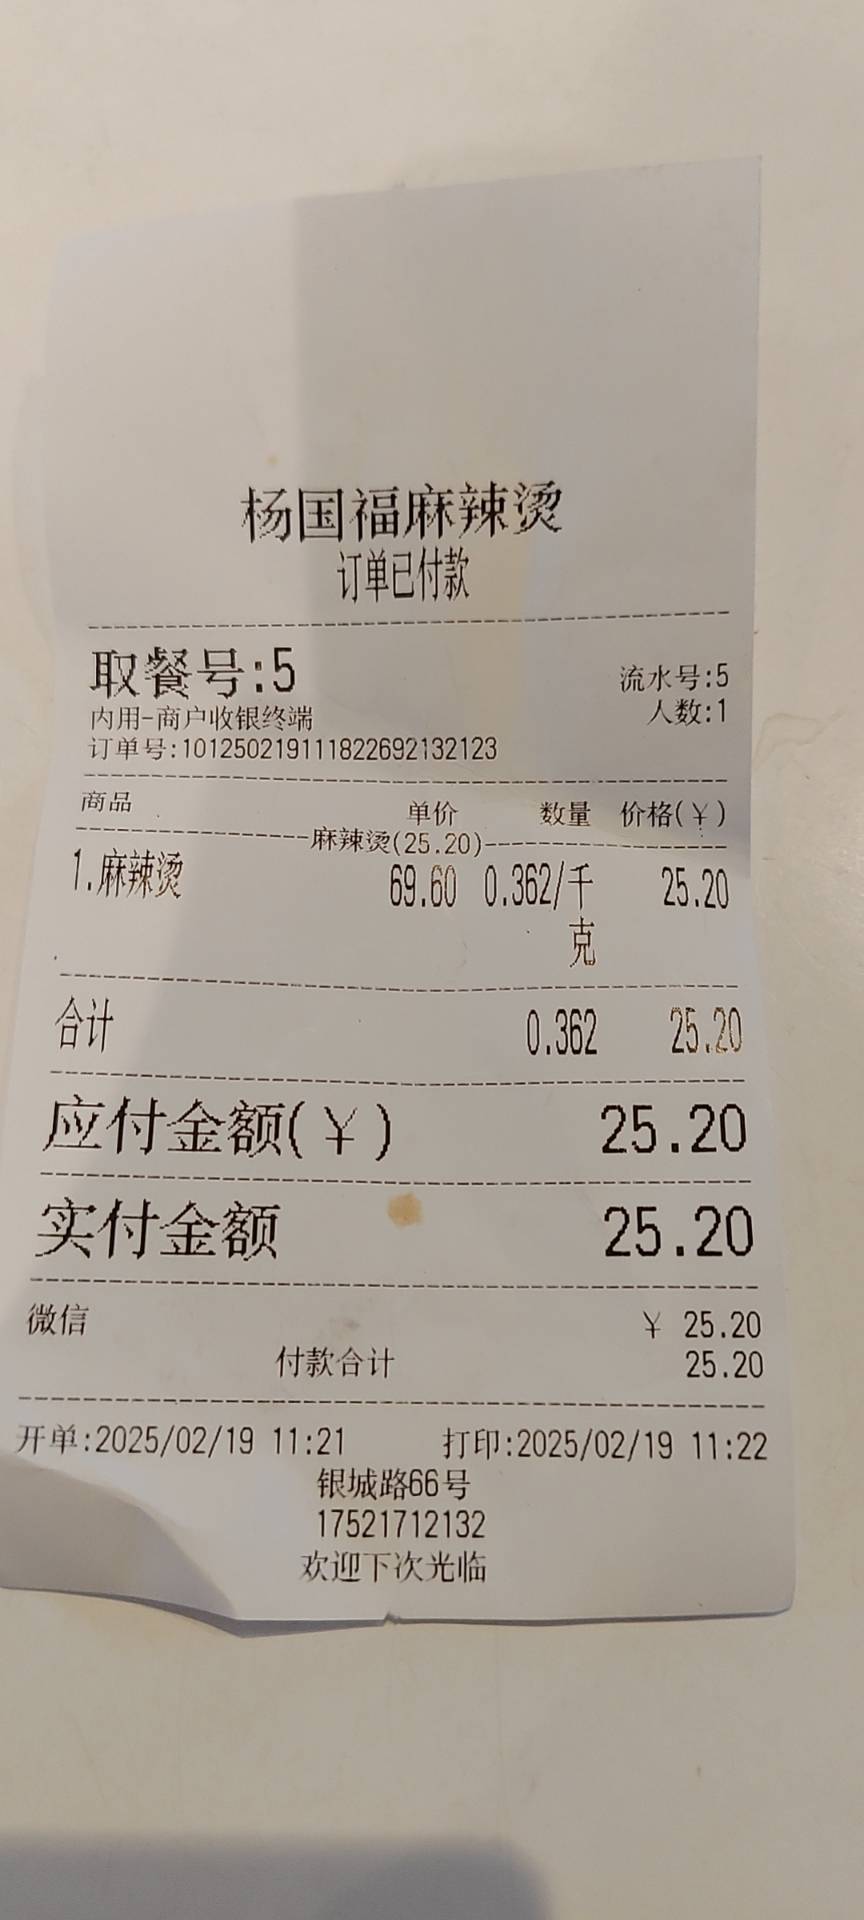 杨国福麻辣烫
订单已付款
取餐号:5 流水号:5
内用-商户收银终端 人数:1
订单号:101250219111822692132123
商品 单价 数量 价格(¥)
麻辣烫(25.20)
1.麻辣烫 69.60 0.362/千克 25.20
合计 0.362 25.20
应付金额(¥) 25.20
实付金额 25.20
微信 ¥ 25.20
付款合计 25.20
开单:2025/02/19 11:21 打印:2025/02/19 11:22
银城路66号
17521712132
欢迎下次光临